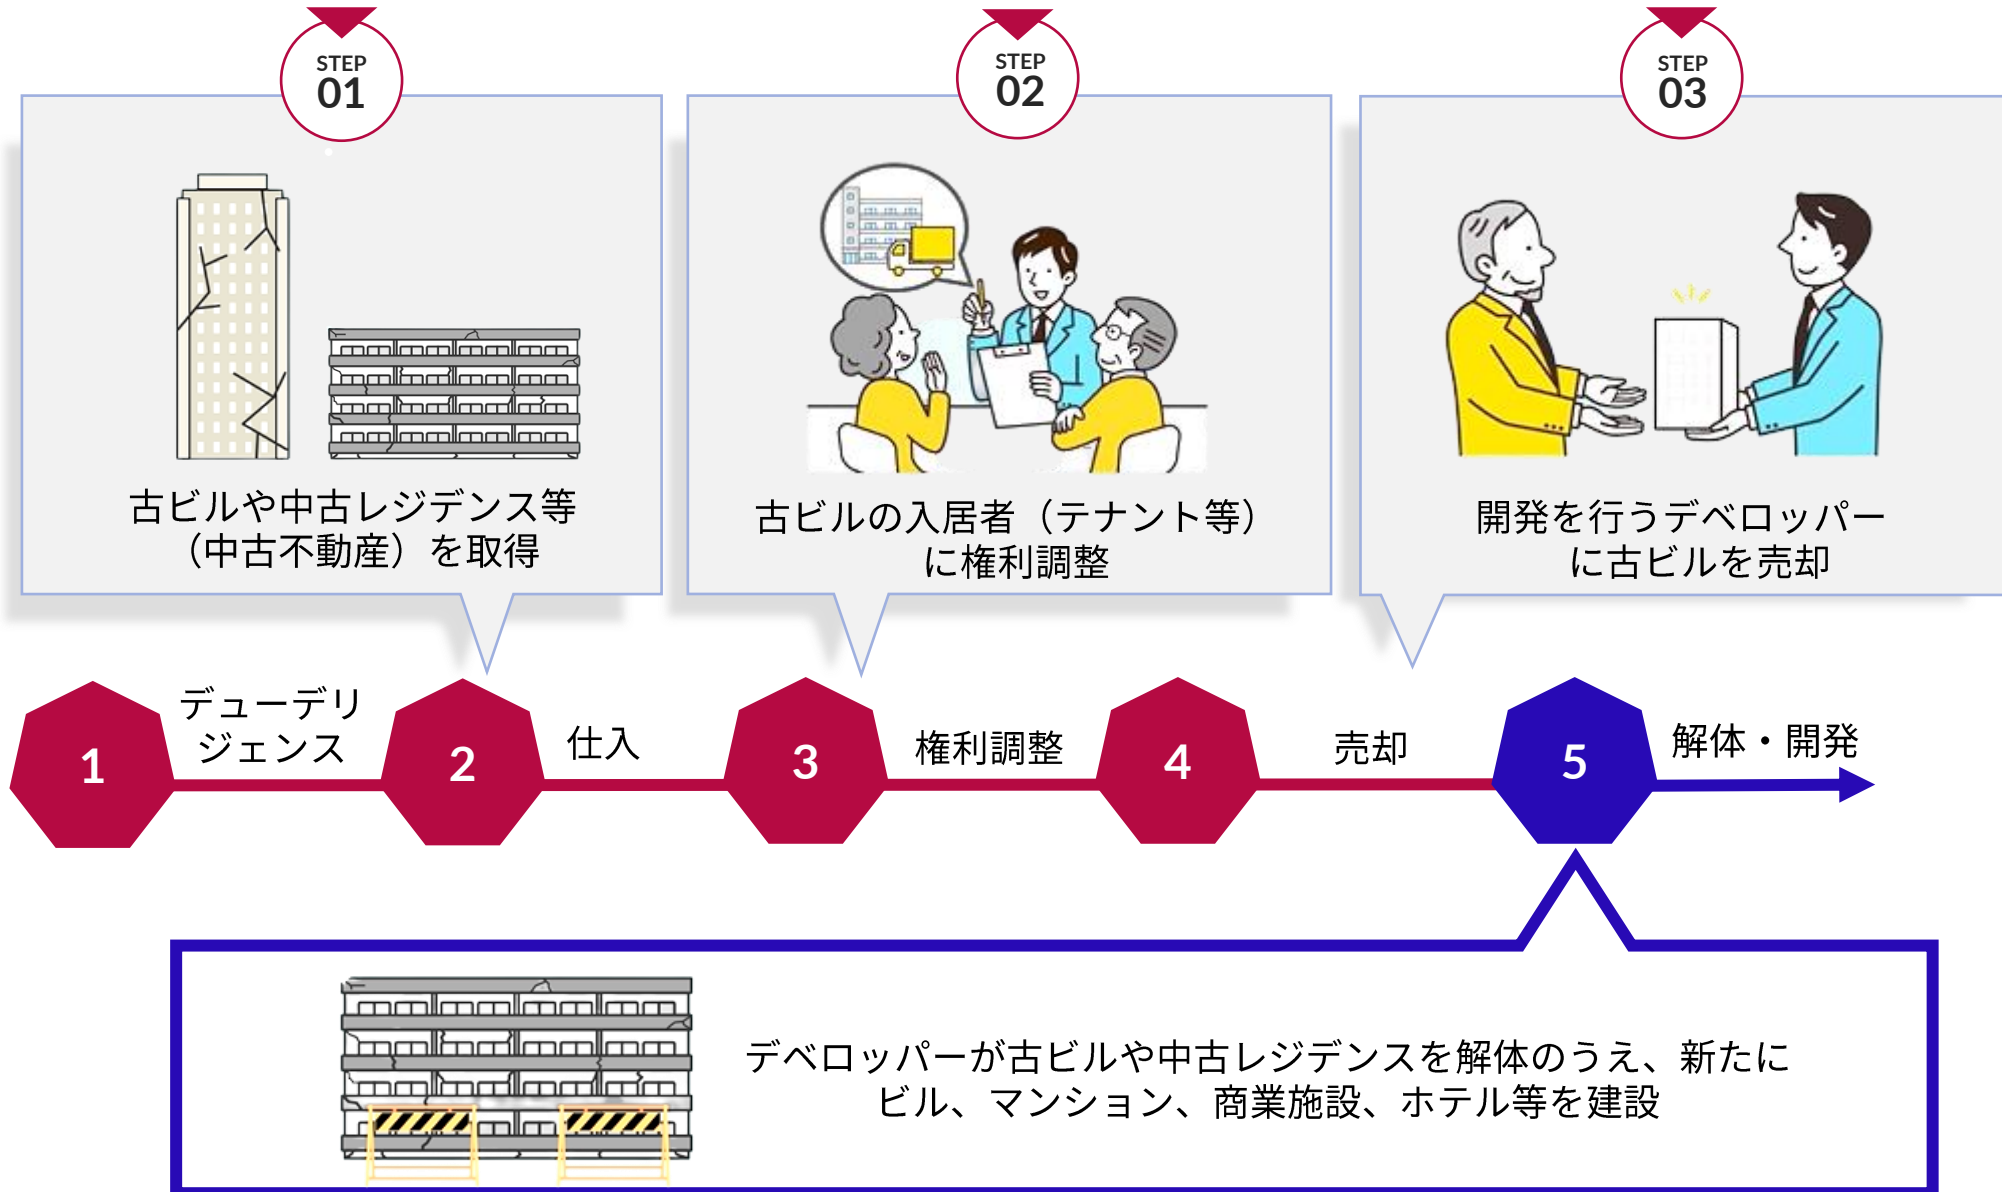 STEP
01
古ビルや中古レジデンス等
（中古不動産）を取得
STEP
02
古ビルの入居者（テナント等）
に権利調整
STEP
03
開発を行うデベロッパー
に古ビルを売却
1
デューデリ
ジェンス
2
仕入
3
権利調整
4
売却
5
解体・開発
デベロッパーが古ビルや中古レジデンスを解体のうえ、新たに
ビル、マンション、商業施設、ホテル等を建設